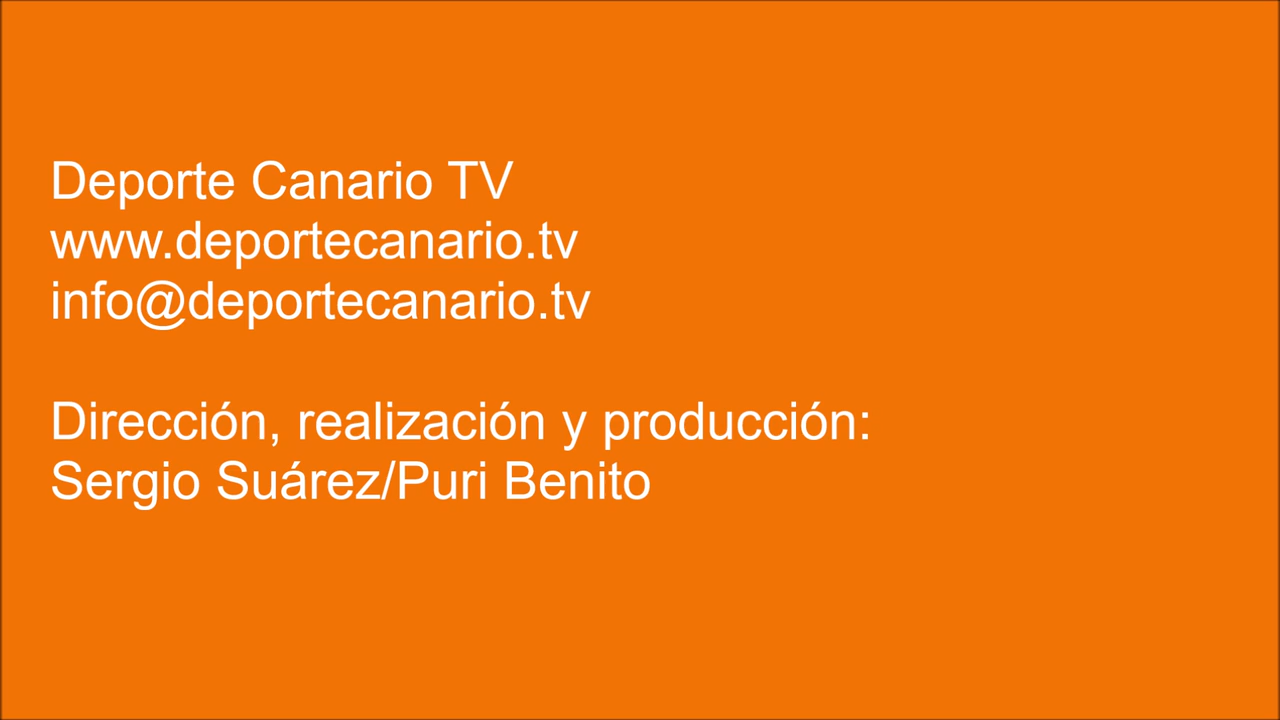 Deporte Canario TV
www.deportecanario.tv
info@deportecanario.tv
Dirección, realización y producción:
Sergio Suárez/Puri Benito